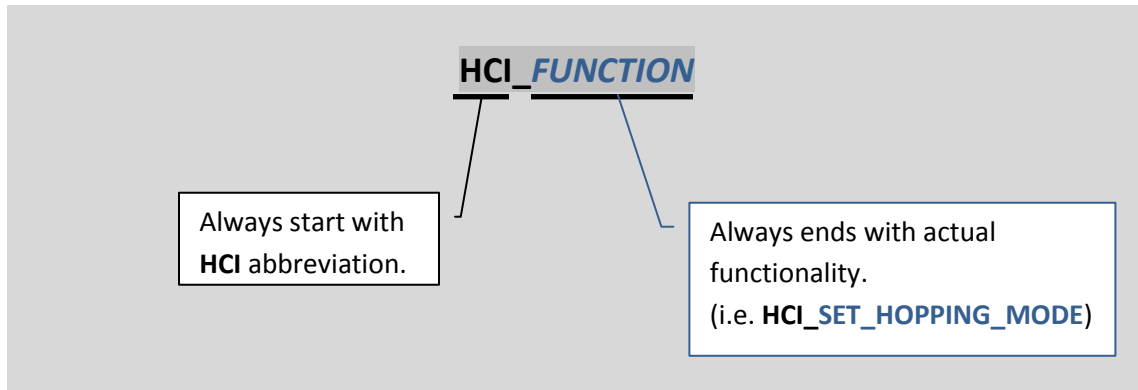 HCI_FUNCTION
Always start with
HCI abbreviation.
Always ends with actual
functionality.
(i.e. HCI_SET_HOPPING_MODE)